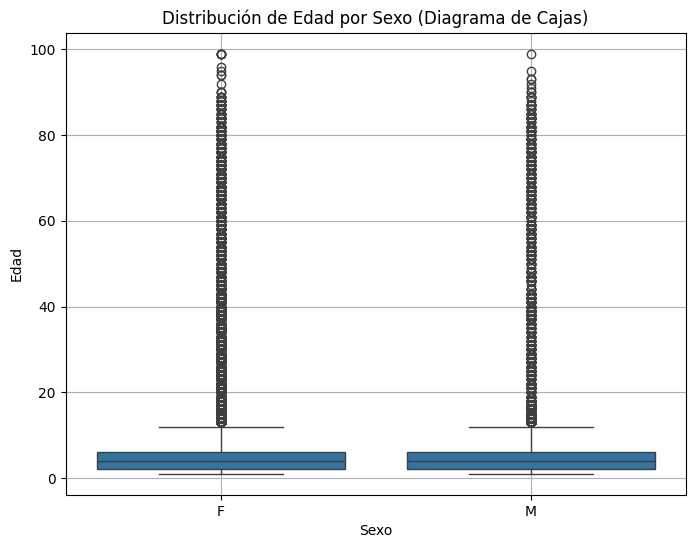 Distribución de Edad por Sexo (Diagrama de Cajas)
100
80
60
40
20
0
Edad
F
M
Sexo